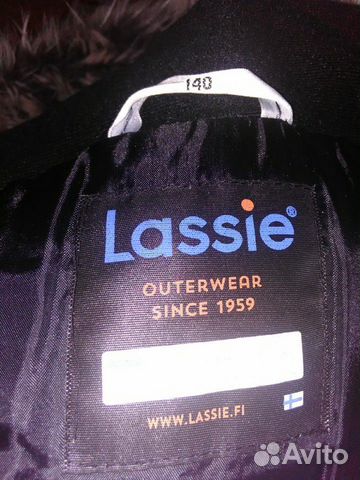 140
Lassie®
OUTERWEAR
SINCE 1959
WWW.LASSIE.FI
Avito